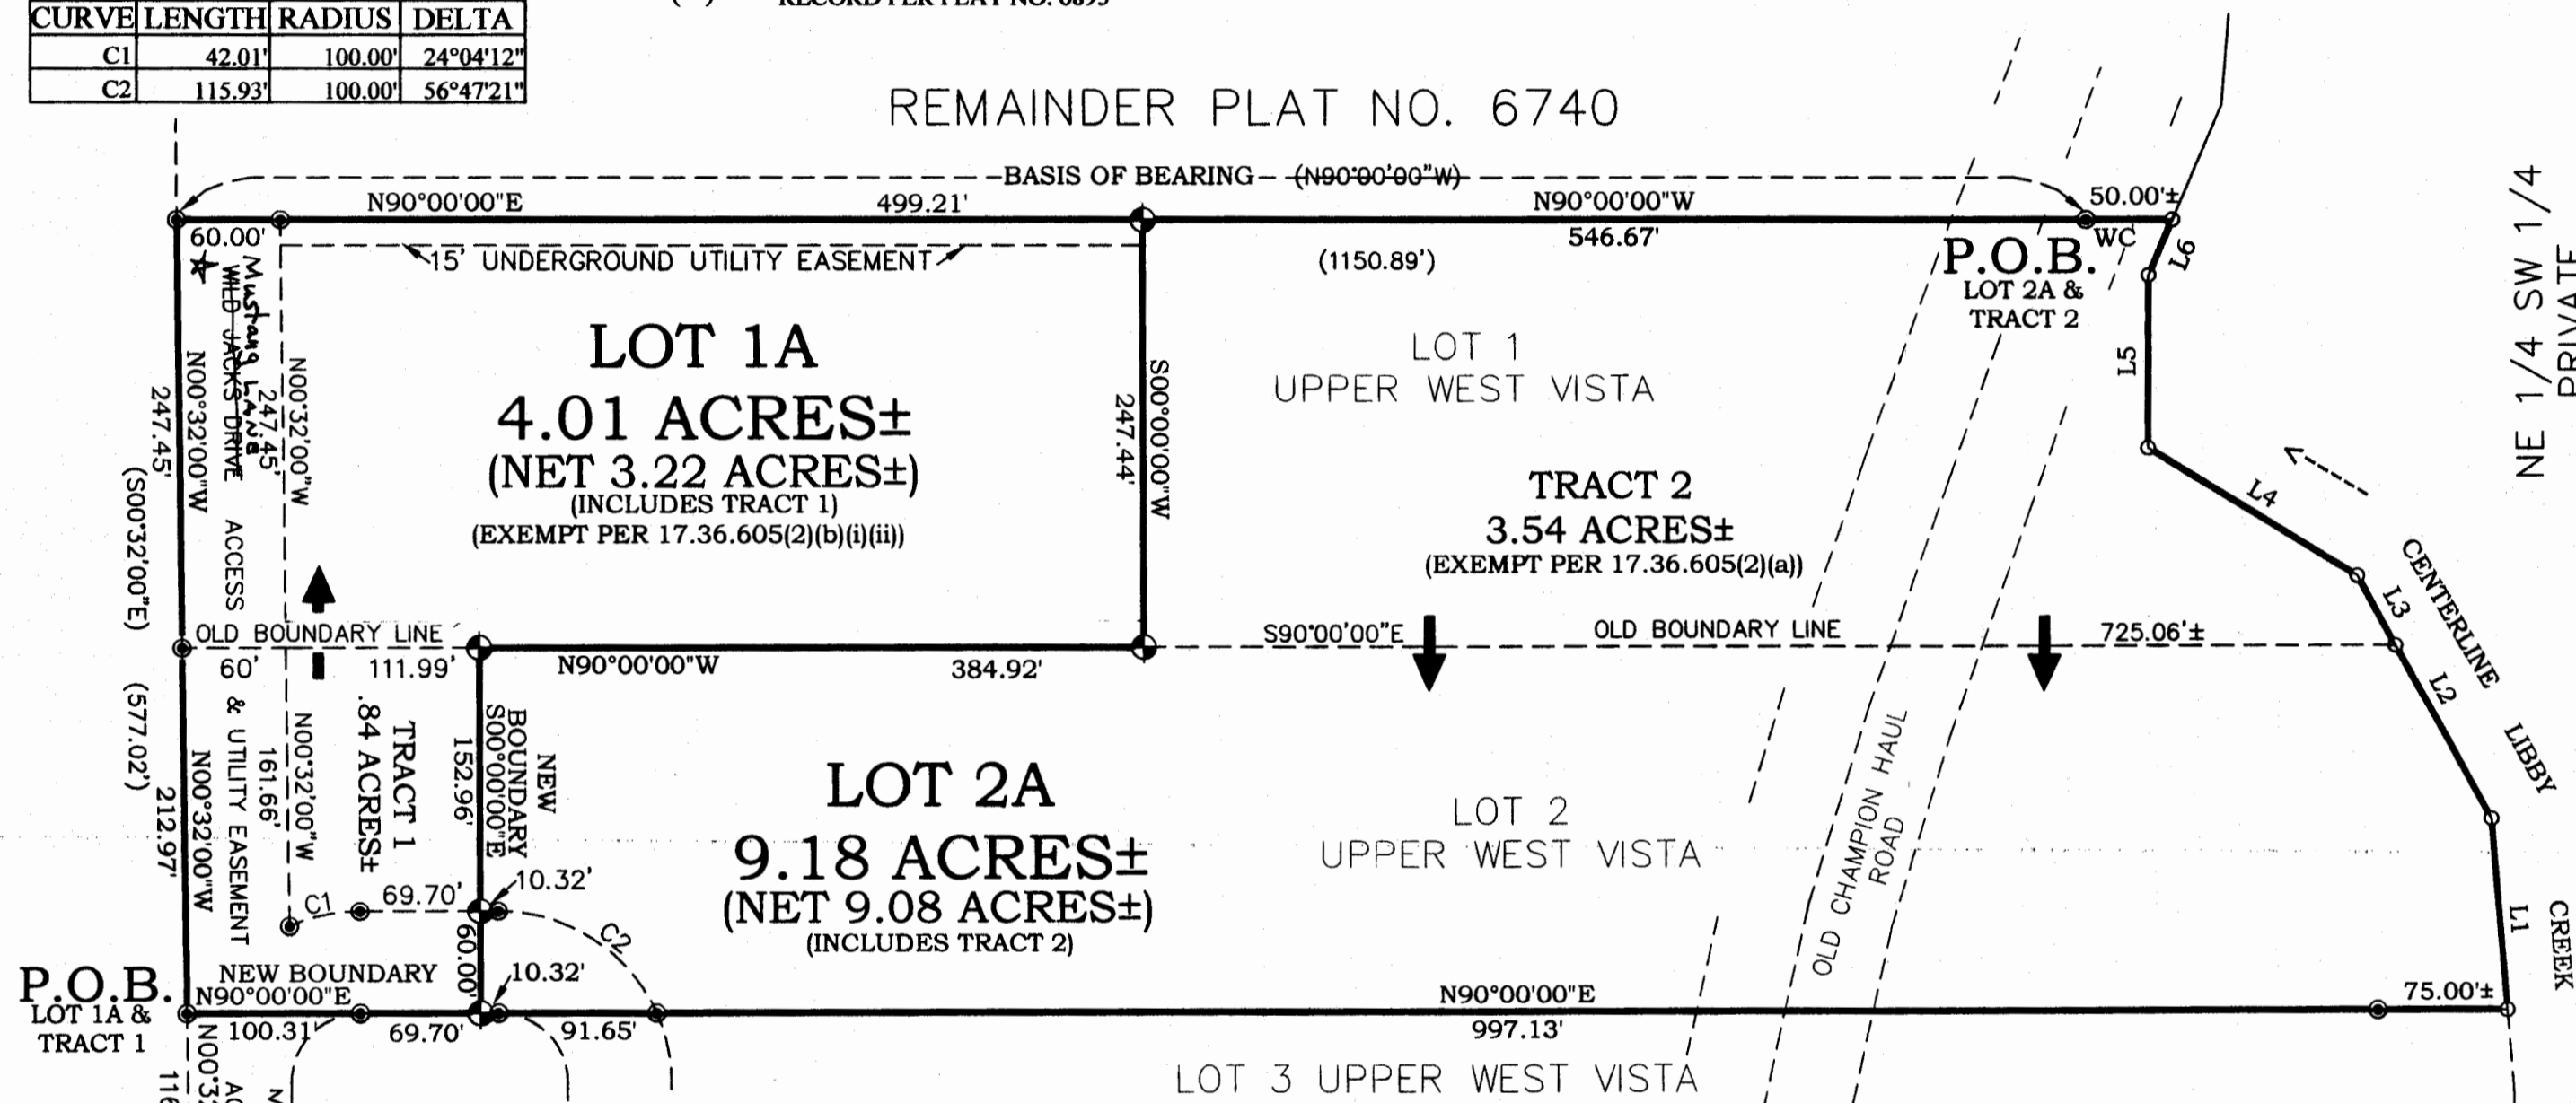 CURVE LENGTH RADIUS DELTA
C1 42.01' 100.00' 24°04'12"
C2 115.93' 100.00' 56°47'21"
RECORD PER PLAT NO. 6895
REMAINDER PLAT NO. 6740
BASIS OF BEARING (N90°00'00"W)
N90°00'00"E
499.21'
N90°00'00"W
546.67'
50.00'±
60.00'
15' UNDERGROUND UTILITY EASEMENT
(1150.89')
WC
L6
P.O.B.
LOT 2A &
TRACT 2
Mustang LANE
WILD JACKS DRIVE
ACCESS
& UTILITY EASEMENT
N00°32'00"W
247.45'
N00°32'00"W
247.45'
(S00°32'00"E)
(577.02')
LOT 1A
4.01 ACRES±
(NET 3.22 ACRES±)
(INCLUDES TRACT 1)
(EXEMPT PER 17.36.605(2)(b)(i)(ii))
S00°00'00"W
247.44'
LOT 1
UPPER WEST VISTA
TRACT 2
3.54 ACRES±
(EXEMPT PER 17.36.605(2)(a))
L5
L4
L3
L2
L1
CENTERLINE LIBBY CREEK
NE 1/4 SW 1/4
PRIVATE
OLD BOUNDARY LINE
60'
111.99'
N90°00'00"W
384.92'
S90°00'00"E
OLD BOUNDARY LINE
725.06'±
N00°32'00"W
212.97'
N00°32'00"W
161.66'
TRACT 1
.84 ACRES±
NEW
BOUNDARY
S00°00'00"E
152.96'
LOT 2A
9.18 ACRES±
(NET 9.08 ACRES±)
(INCLUDES TRACT 2)
LOT 2
UPPER WEST VISTA
OLD CHAMPION HAUL
ROAD
C1
69.70'
10.32'
C2
60.00'
10.32'
NEW BOUNDARY
N90°00'00"E
P.O.B.
LOT 1A &
TRACT 1
100.31'
69.70'
91.65'
N90°00'00"E
997.13'
75.00'±
LOT 3 UPPER WEST VISTA